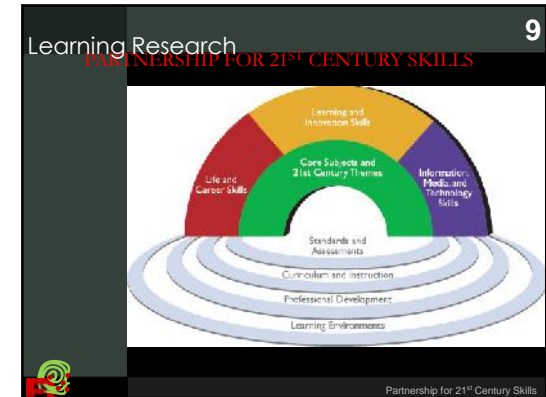 9
Learning Research
PARTNERSHIP FOR 21ST CENTURY SKILLS
Learning and
Innovation Skills
Core Subjects and
21st Century Themes
Life and
Career Skills
Information,
Media, and
Technology
Skills
Standards and
Assessments
Curriculum and Instruction
Professional Development
Learning Environments
Partnership for 21st Century Skills